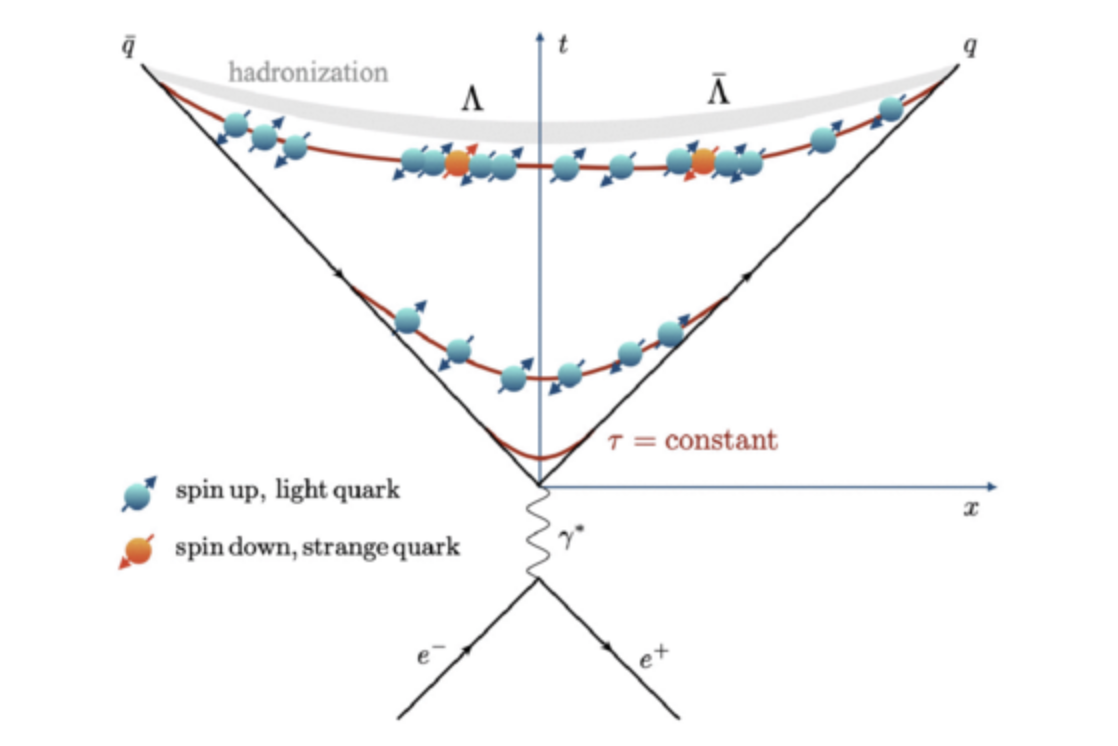 q̄
t
q
hadronization
Λ
Λ̄
τ = constant
x
spin up, light quark
γ*
spin down, strange quark
e⁻
e⁺